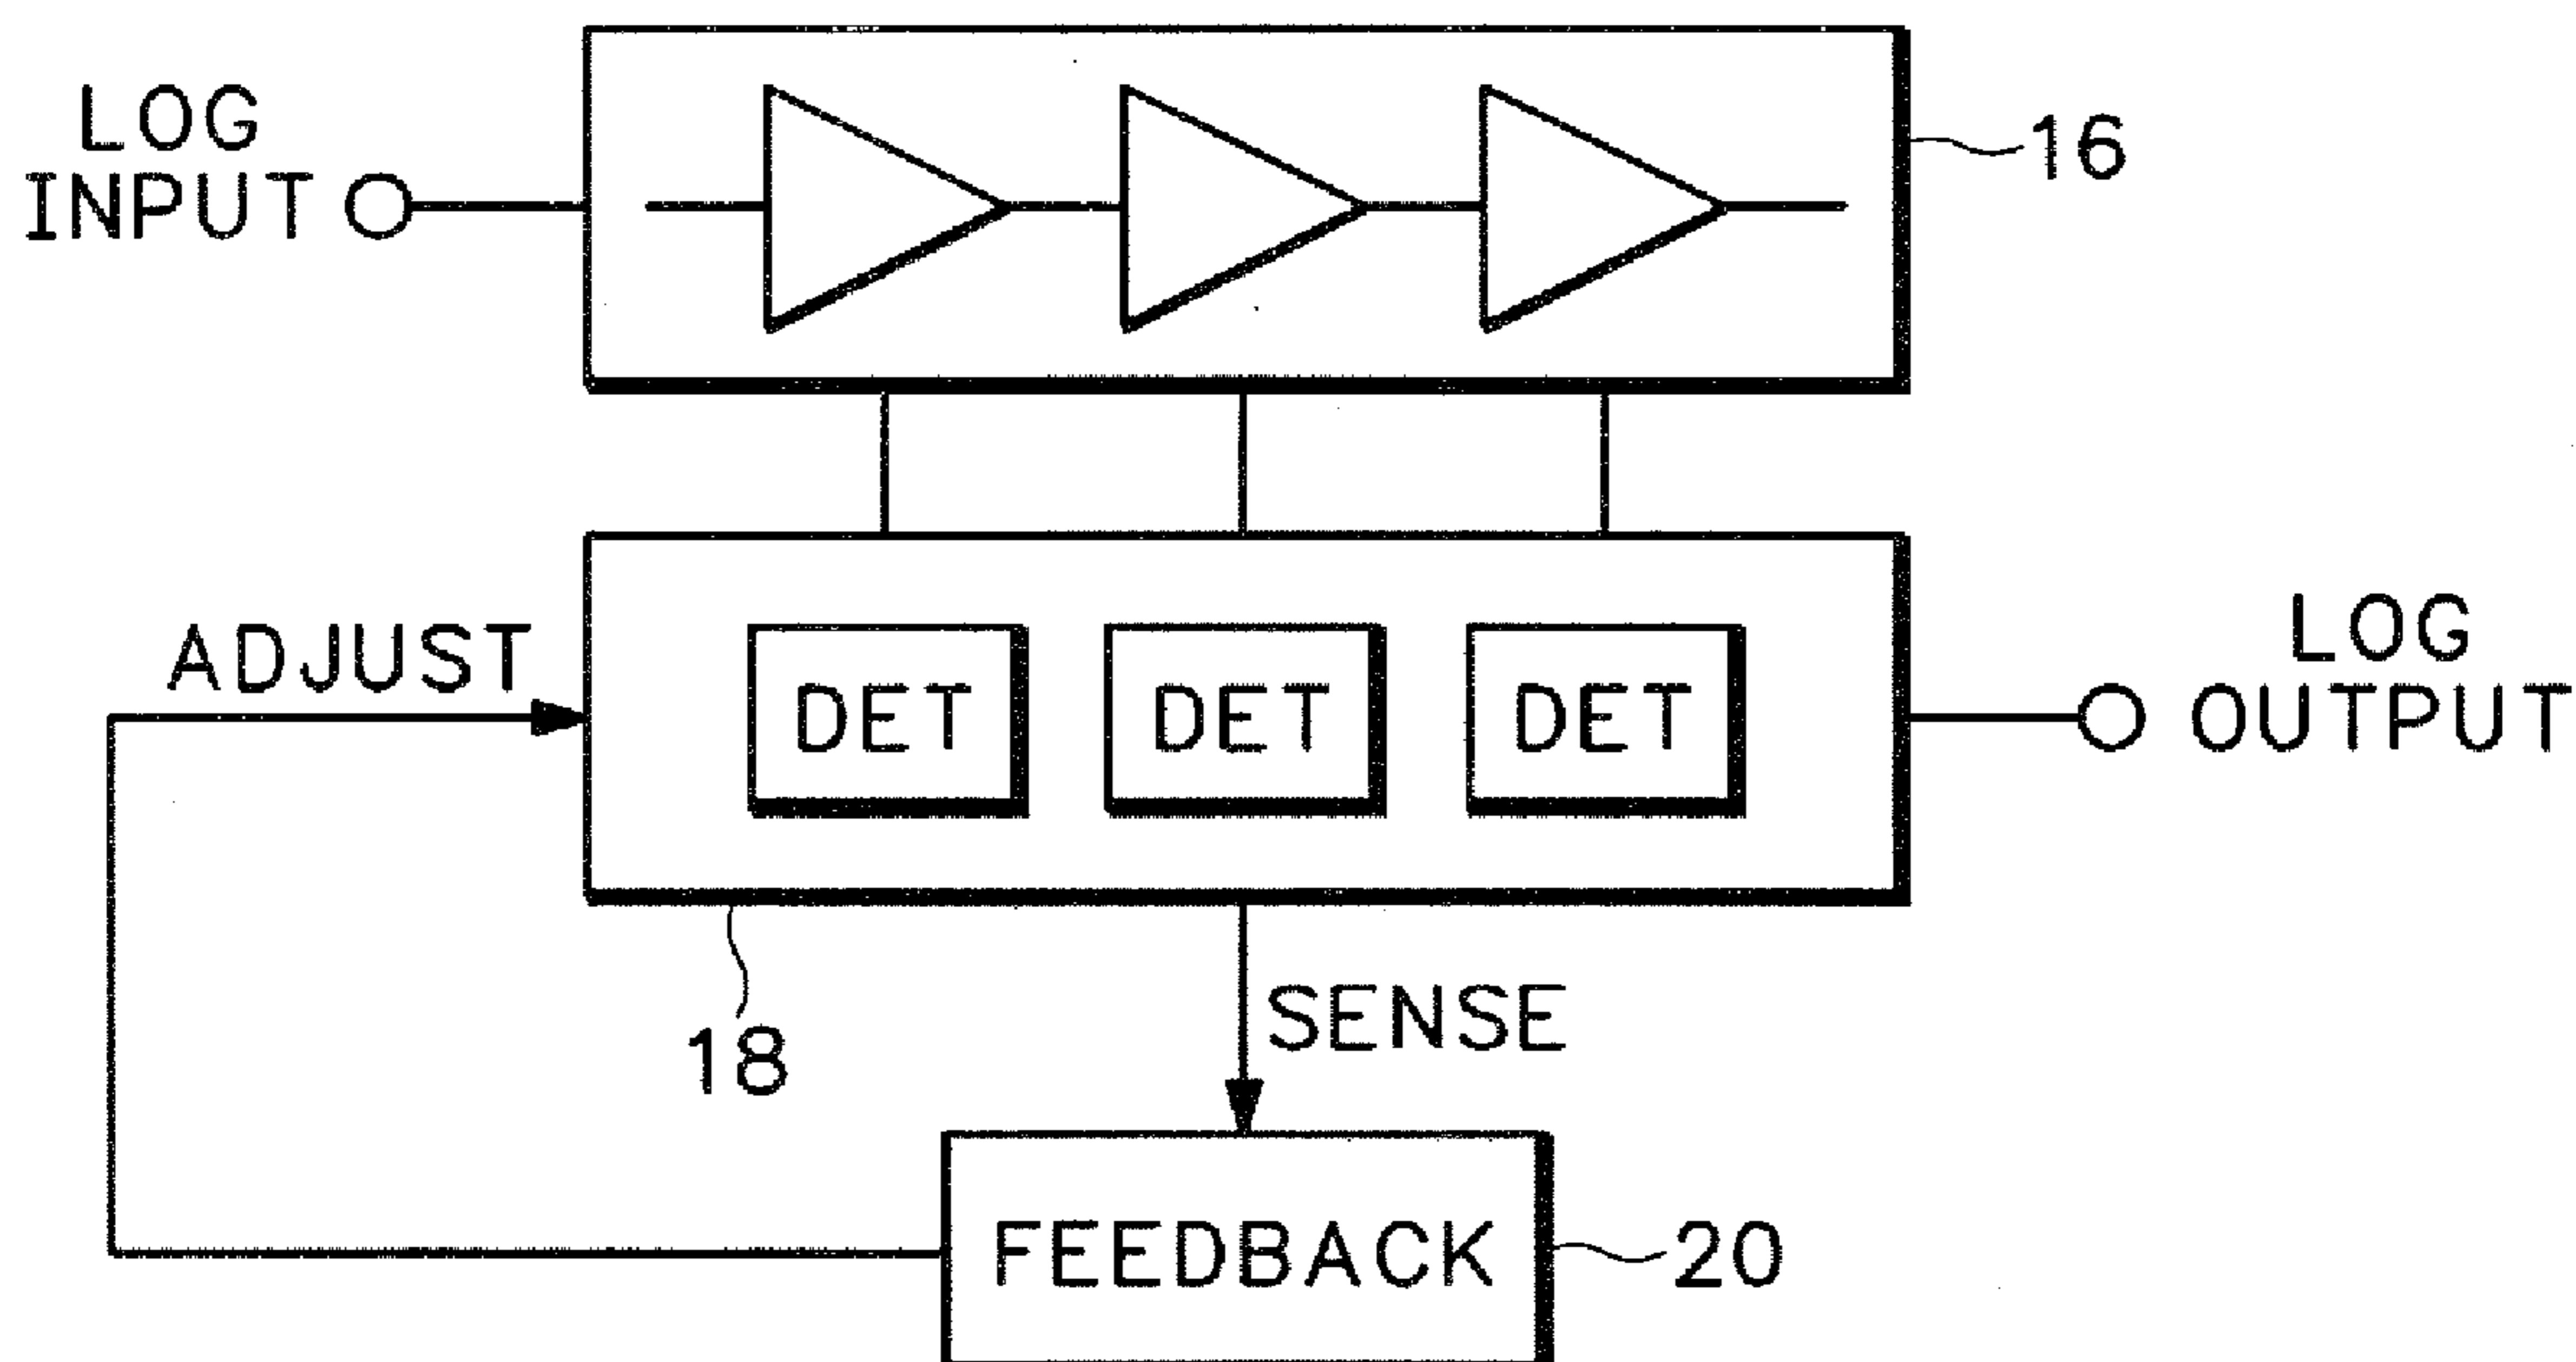 LOG
INPUT
16
ADJUST
DET
DET
DET
LOG
OUTPUT
18
SENSE
FEEDBACK
20